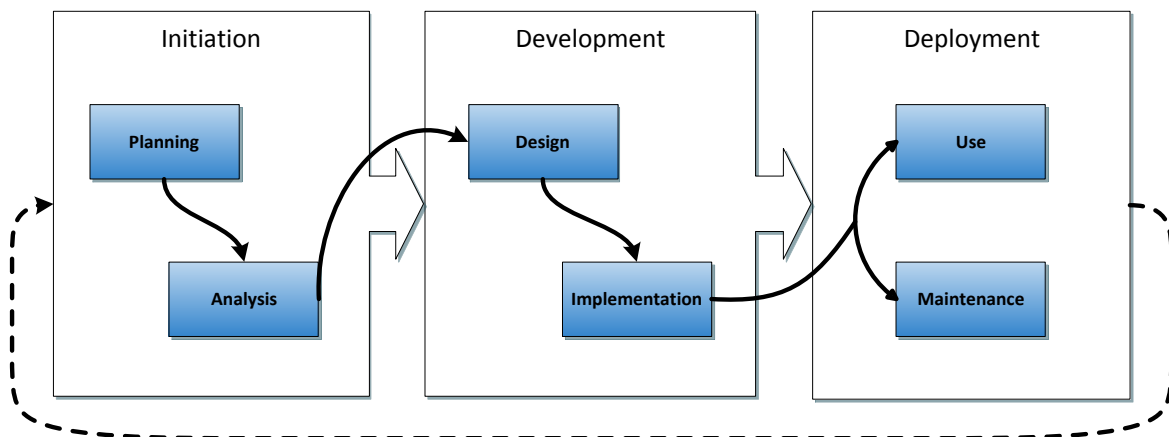 Initiation
Development
Deployment
Planning
Design
Use
Analysis
Implementation
Maintenance